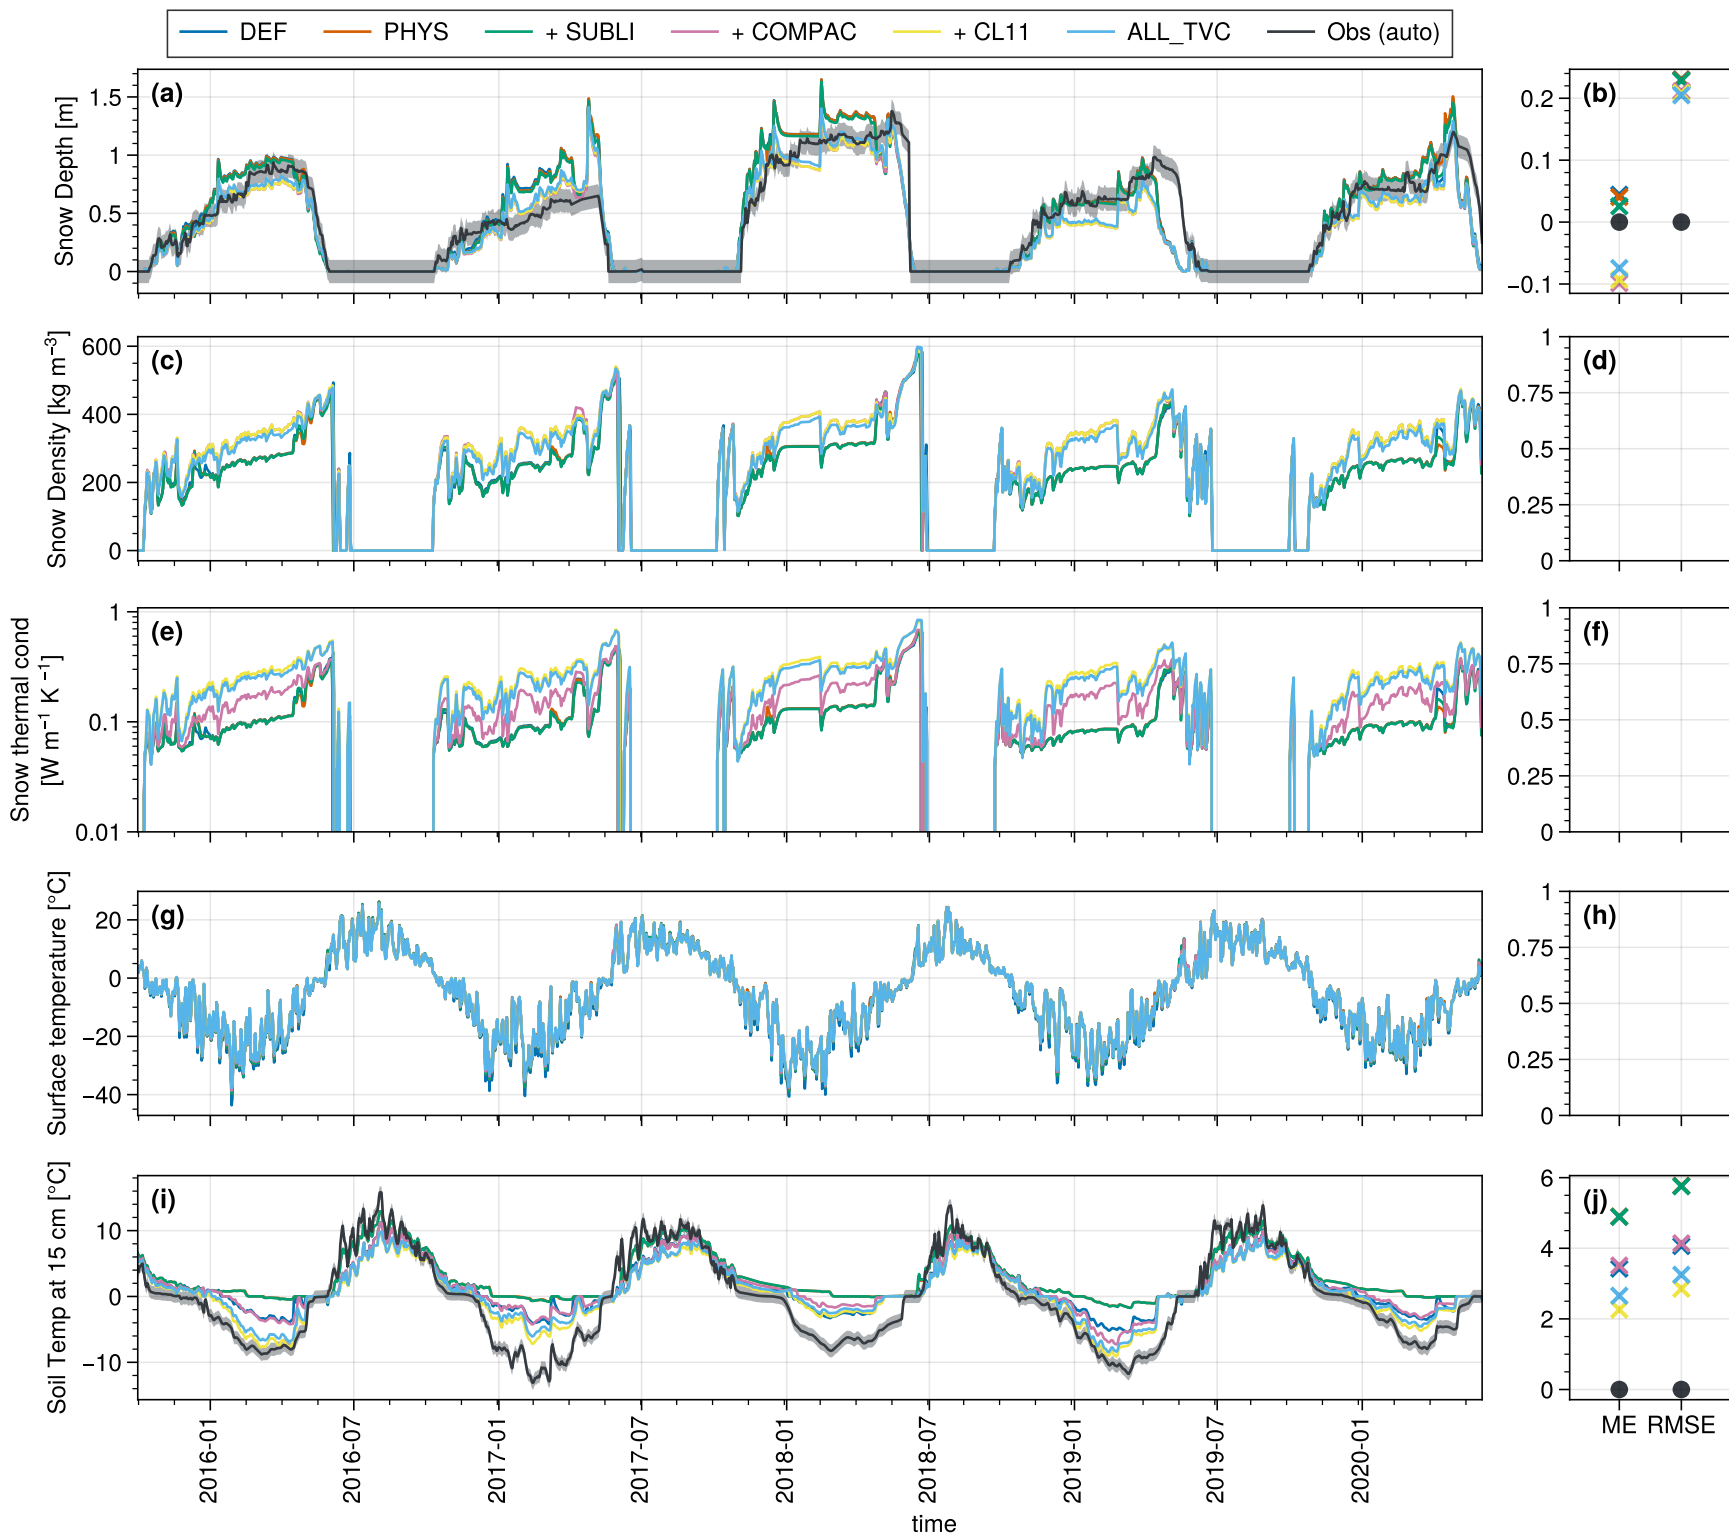 DEF PHYS + SUBLI + COMPAC + CL11 ALL_TVC Obs (auto)
(a)
Snow Depth [m]
1.5
1
0.5
0
(b)
0.2
0.1
0
−0.1
(c)
Snow Density [kg m⁻³]
600
400
200
0
(d)
1
0.75
0.5
0.25
0
(e)
Snow thermal cond
[W m⁻¹ K⁻¹]
1
0.1
0.01
(f)
1
0.75
0.5
0.25
0
(g)
Surface temperature [°C]
20
0
−20
−40
(h)
1
0.75
0.5
0.25
0
(i)
Soil Temp at 15 cm [°C]
10
0
−10
(j)
6
4
2
0
ME RMSE
2016-01 2016-07 2017-01 2017-07 2018-01 2018-07 2019-01 2019-07 2020-01
time